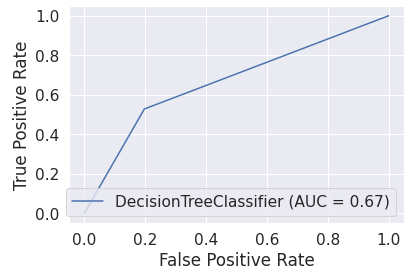 1.0
0.8
0.6
0.4
0.2
0.0
True Positive Rate
DecisionTreeClassifier (AUC = 0.67)
0.0 0.2 0.4 0.6 0.8 1.0
False Positive Rate